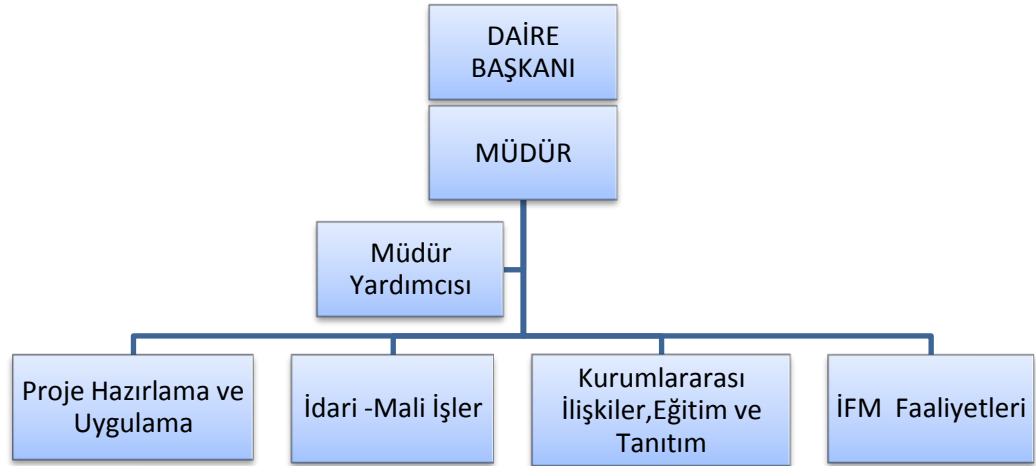 DAİRE
BAŞKANI
MÜDÜR
Müdür
Yardımcısı
Proje Hazırlama ve
Uygulama
İdari -Mali İşler
Kurumlararası
İlişkiler,Eğitim ve
Tanıtım
İFM  Faaliyetleri